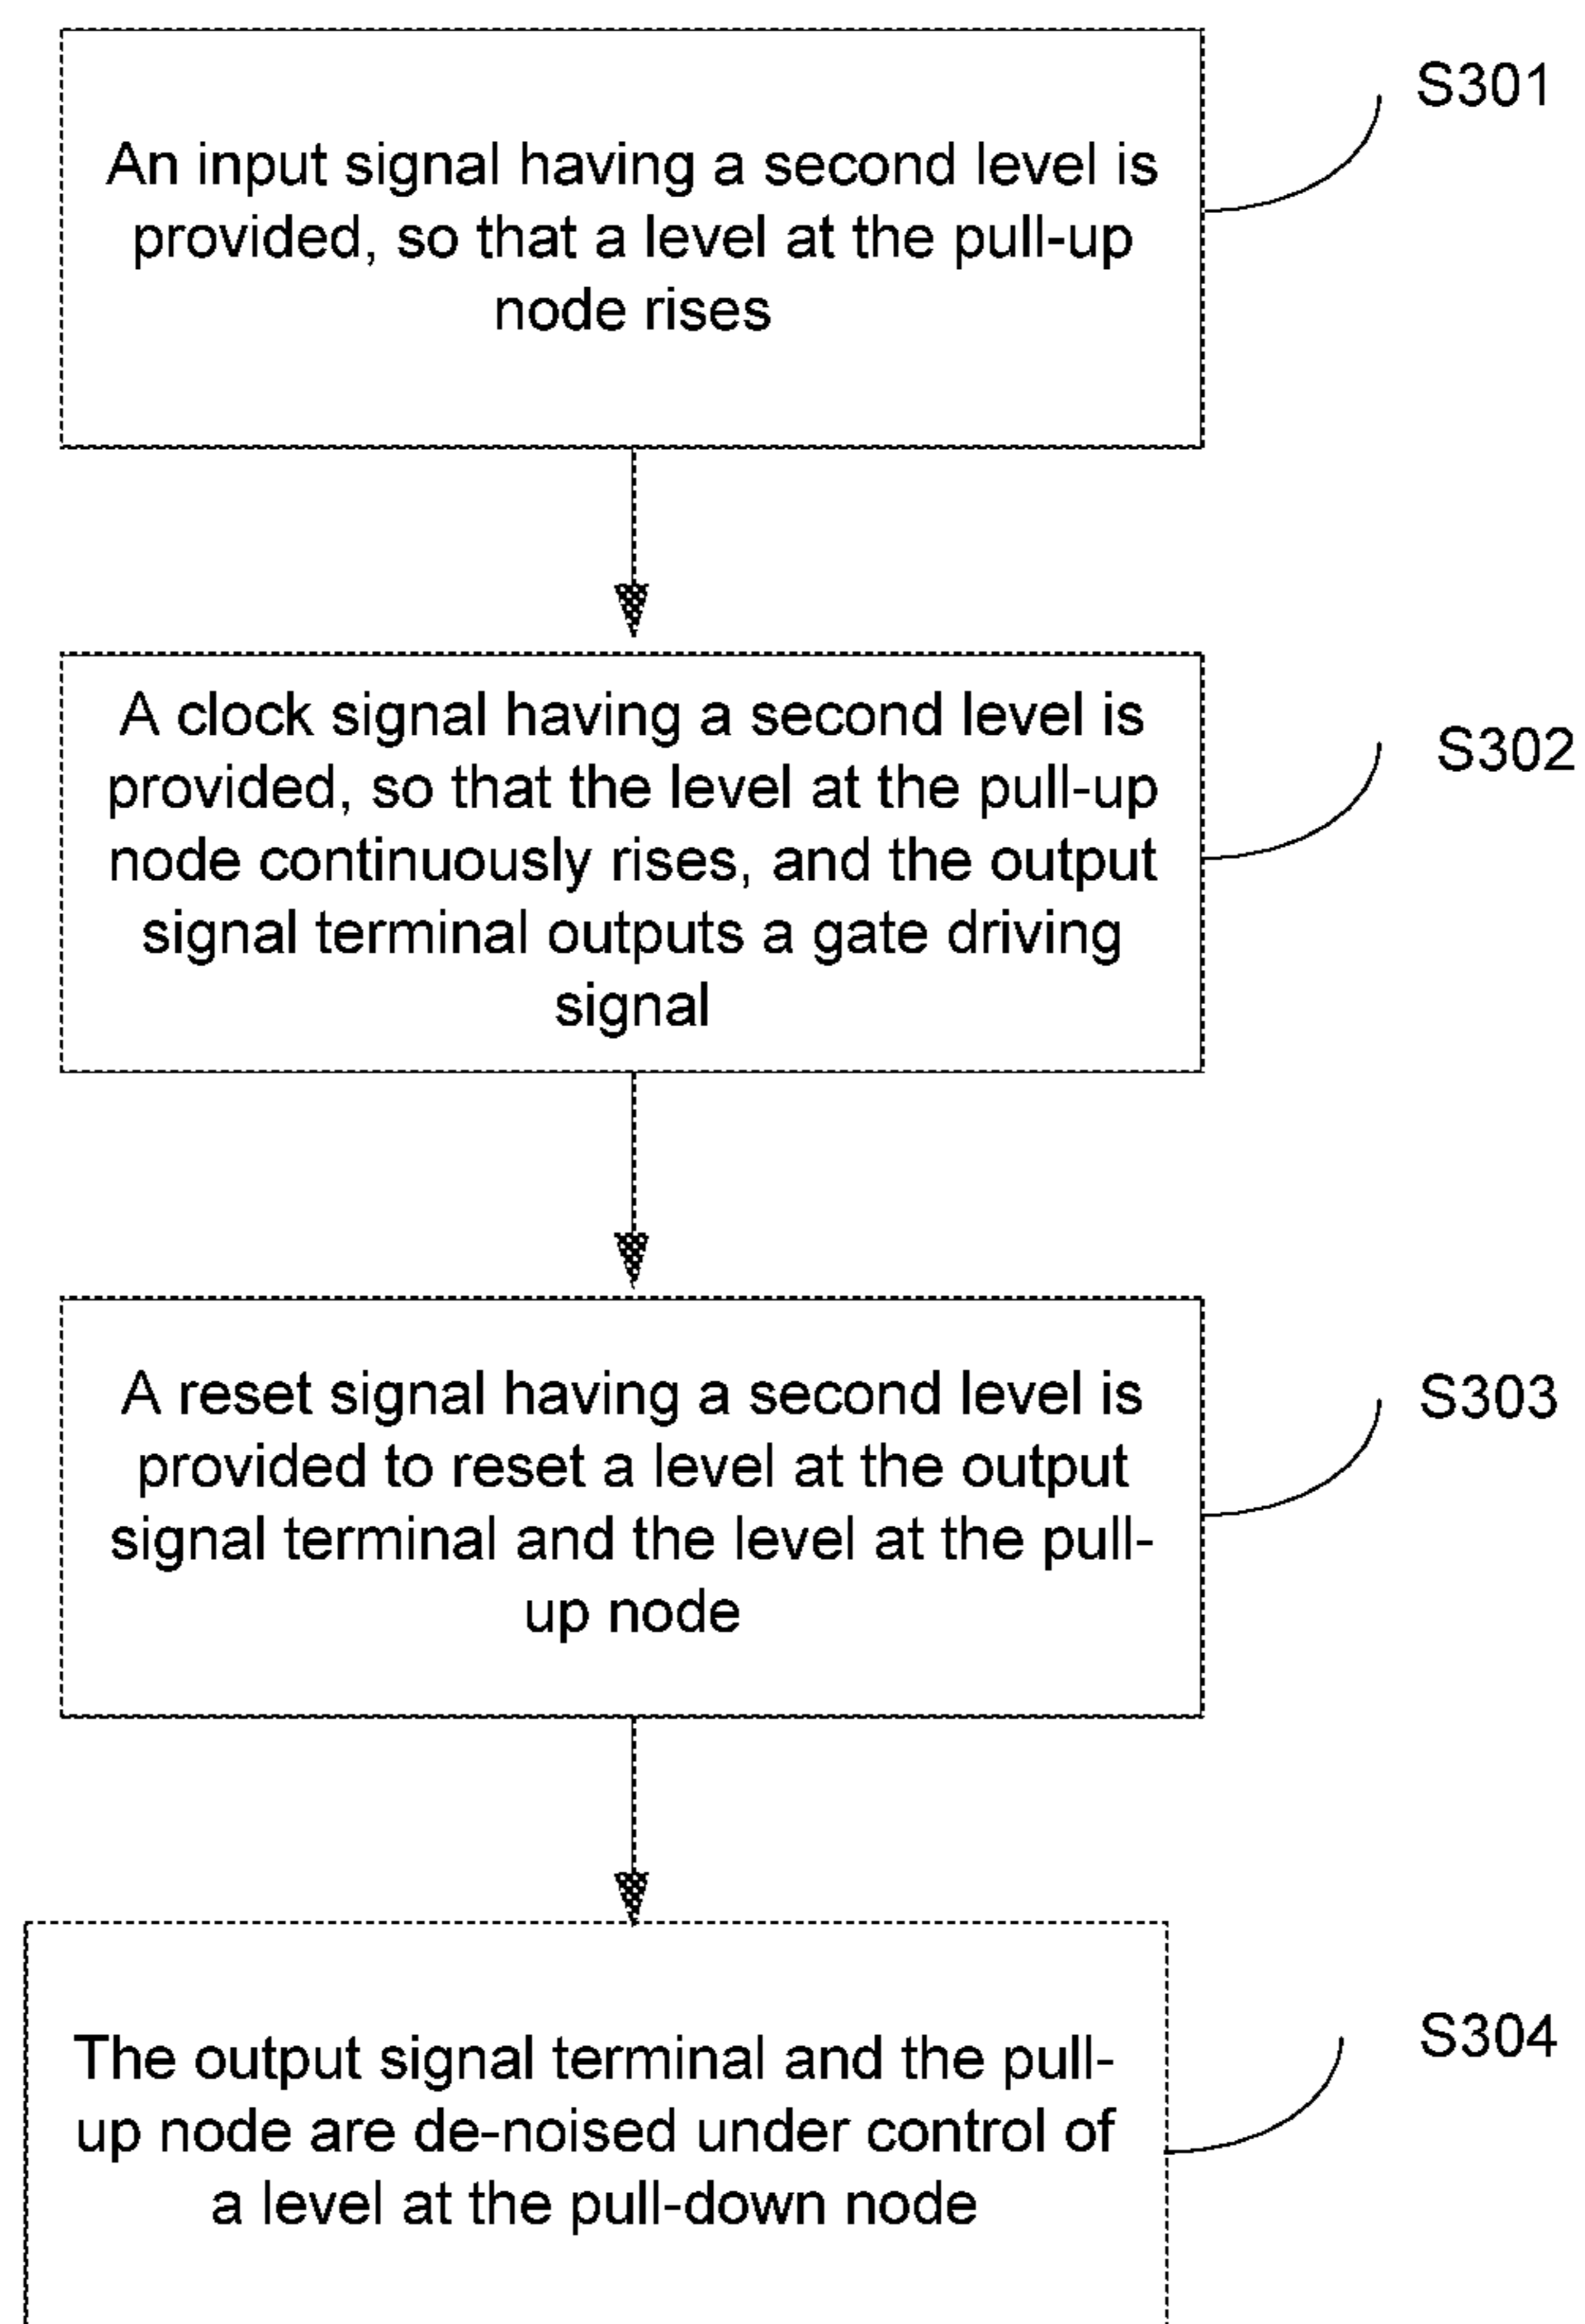 An input signal having a second level is
provided, so that a level at the pull-up
node rises
S301
A clock signal having a second level is
provided, so that the level at the pull-up
node continuously rises, and the output
signal terminal outputs a gate driving
signal
S302
A reset signal having a second level is
provided to reset a level at the output
signal terminal and the level at the pull-
up node
S303
The output signal terminal and the pull-
up node are de-noised under control of
a level at the pull-down node
S304